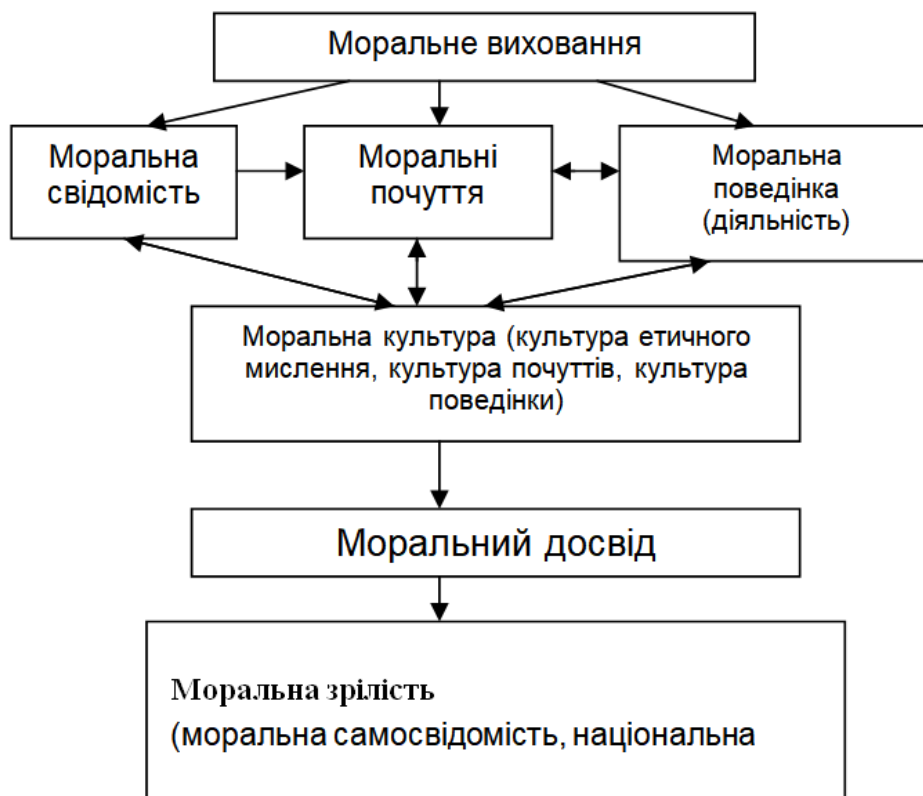 Моральне виховання
Моральна
свідомість
Моральні
почуття
Моральна
поведінка
(діяльність)
Моральна культура (культура етичного
мислення, культура почуттів, культура
поведінки)
Моральний досвід
Моральна зрілість
(моральна самосвідомість, національна